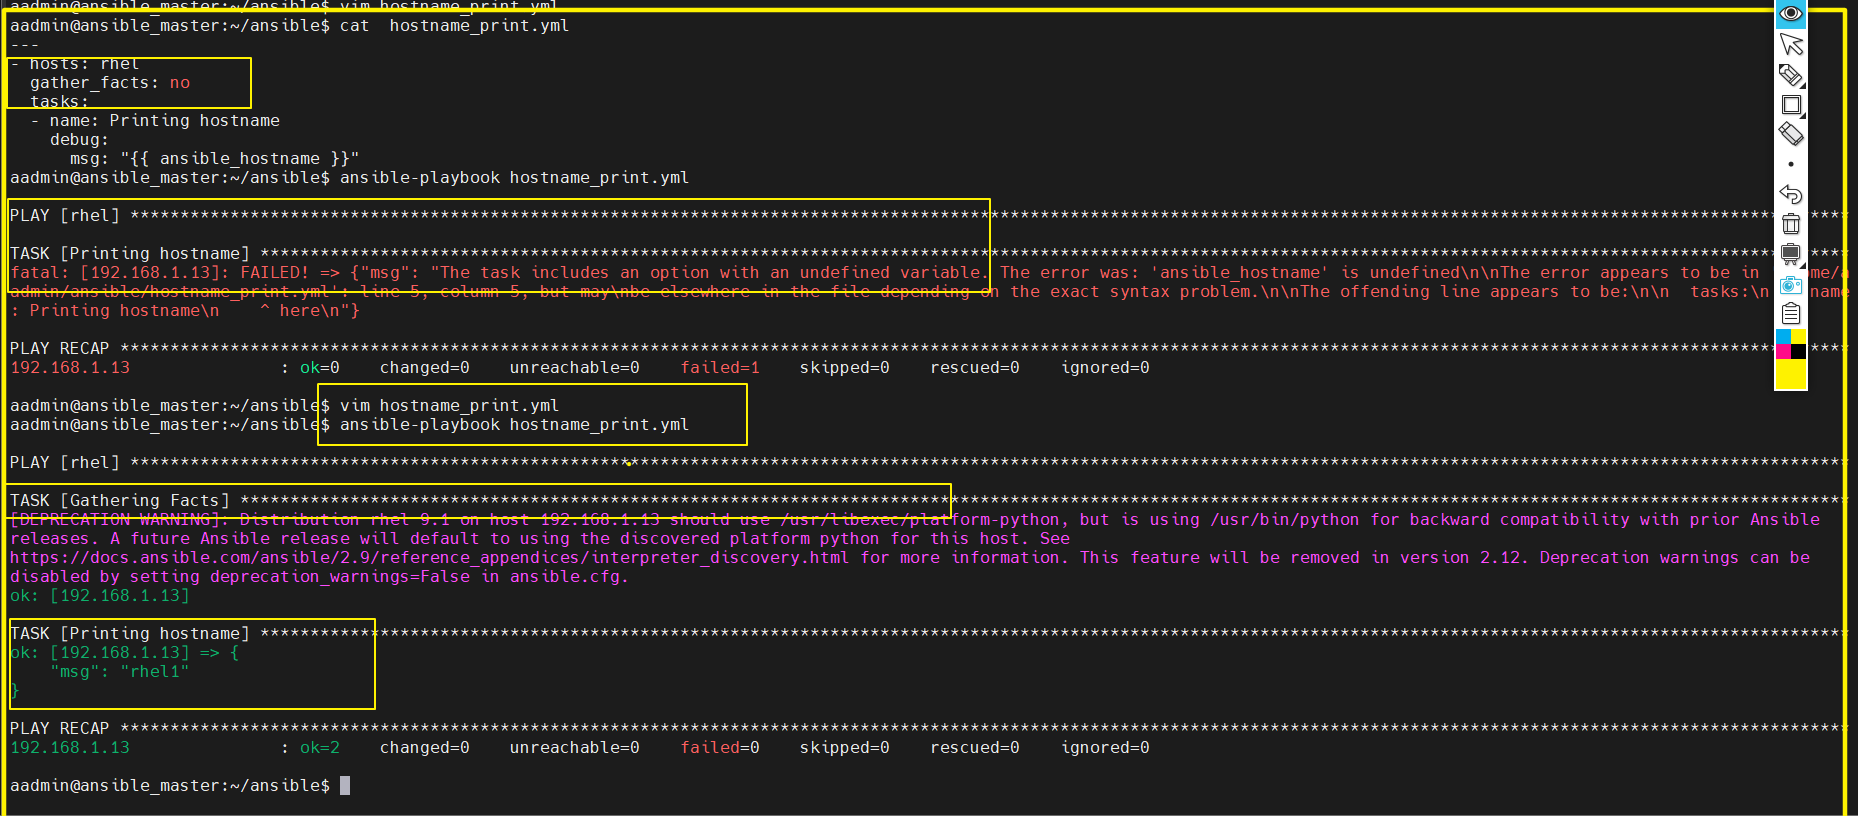 aadmin@ansible_master:~/ansible$ vim hostname_print.yml
aadmin@ansible_master:~/ansible$ cat  hostname_print.yml
---
- hosts: rhel
  gather_facts: no
  tasks:
  - name: Printing hostname
    debug:
      msg: "{{ ansible_hostname }}"
aadmin@ansible_master:~/ansible$ ansible-playbook hostname_print.yml
PLAY [rhel] ****************************************************************************************************************************************************************************
TASK [Printing hostname] ***************************************************************************************************************************************************************
fatal: [192.168.1.13]: FAILED! => {"msg": "The task includes an option with an undefined variable. The error was: 'ansible_hostname' is undefined\n\nThe error appears to be in ome/a
admin/ansible/hostname_print.yml': line 5, column 5, but may\nbe elsewhere in the file depending on the exact syntax problem.\n\nThe offending line appears to be:\n\n  tasks:\n name
: Printing hostname\n    ^ here\n"}
PLAY RECAP *****************************************************************************************************************************************************************************
192.168.1.13               : ok=0    changed=0    unreachable=0    failed=1    skipped=0    rescued=0    ignored=0
aadmin@ansible_master:~/ansible$ vim hostname_print.yml
aadmin@ansible_master:~/ansible$ ansible-playbook hostname_print.yml
PLAY [rhel] ****************************************************************************************************************************************************************************
TASK [Gathering Facts] *****************************************************************************************************************************************************************
[DEPRECATION WARNING]: Distribution rhel 9.1 on host 192.168.1.13 should use /usr/libexec/platform-python, but is using /usr/bin/python for backward compatibility with prior Ansible
releases. A future Ansible release will default to using the discovered platform python for this host. See
https://docs.ansible.com/ansible/2.9/reference_appendices/interpreter_discovery.html for more information. This feature will be removed in version 2.12. Deprecation warnings can be
disabled by setting deprecation_warnings=False in ansible.cfg.
ok: [192.168.1.13]
TASK [Printing hostname] ***************************************************************************************************************************************************************
ok: [192.168.1.13] => {
    "msg": "rhel1"
}
PLAY RECAP *****************************************************************************************************************************************************************************
192.168.1.13               : ok=2    changed=0    unreachable=0    failed=0    skipped=0    rescued=0    ignored=0
aadmin@ansible_master:~/ansible$